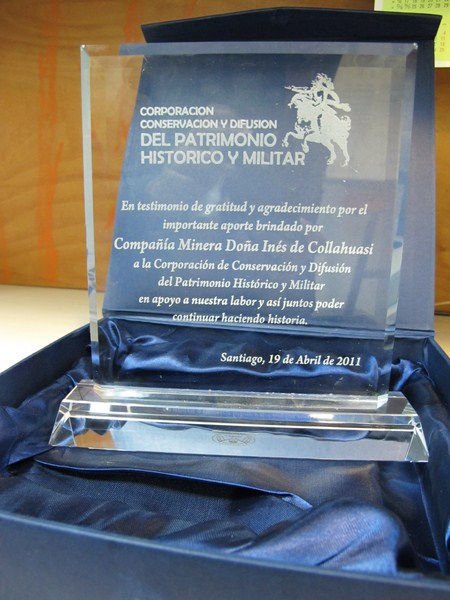 CORPORACION
CONSERVACION Y DIFUSION
DEL PATRIMONIO
HISTORICO Y MILITAR
En testimonio de gratitud y agradecimiento por el
importante aporte brindado por
Compañía Minera Doña Inés de Collahuasi
a la Corporación de Conservación y Difusión
del Patrimonio Histórico y Militar
en apoyo a nuestra labor y así juntos poder
continuar haciendo historia.
Santiago, 19 de Abril de 2011